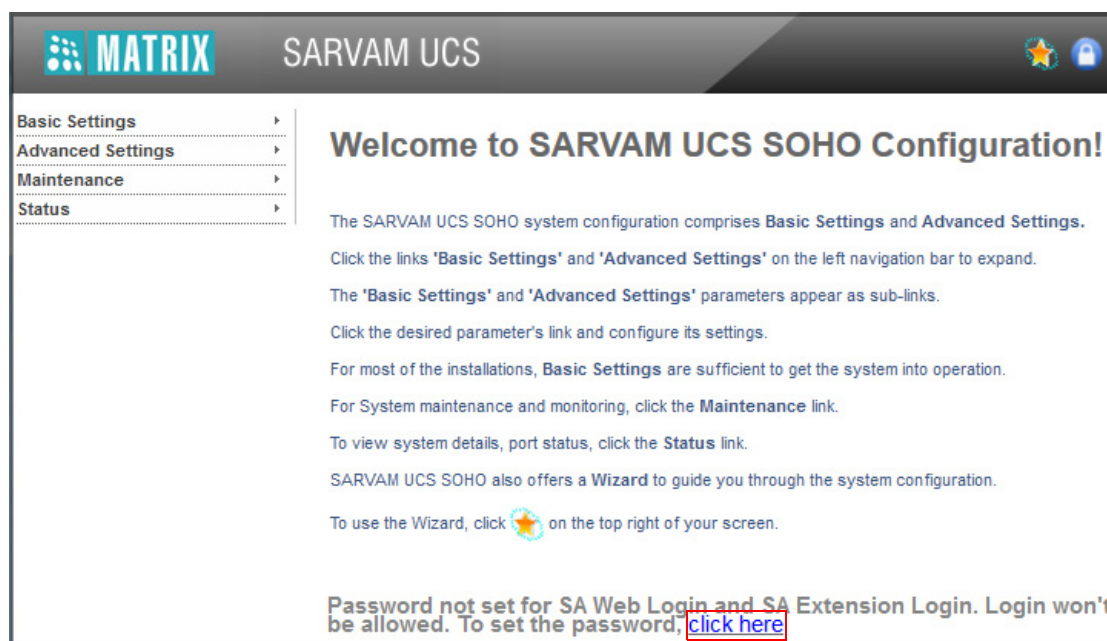 MATRIX SARVAM UCS
Basic Settings
Advanced Settings
Maintenance
Status
Welcome to SARVAM UCS SOHO Configuration!
The SARVAM UCS SOHO system configuration comprises Basic Settings and Advanced Settings.
Click the links 'Basic Settings' and 'Advanced Settings' on the left navigation bar to expand.
The 'Basic Settings' and 'Advanced Settings' parameters appear as sub-links.
Click the desired parameter's link and configure its settings.
For most of the installations, Basic Settings are sufficient to get the system into operation.
For System maintenance and monitoring, click the Maintenance link.
To view system details, port status, click the Status link.
SARVAM UCS SOHO also offers a Wizard to guide you through the system configuration.
To use the Wizard, click on the top right of your screen.
Password not set for SA Web Login and SA Extension Login. Login won't
be allowed. To set the password, click here